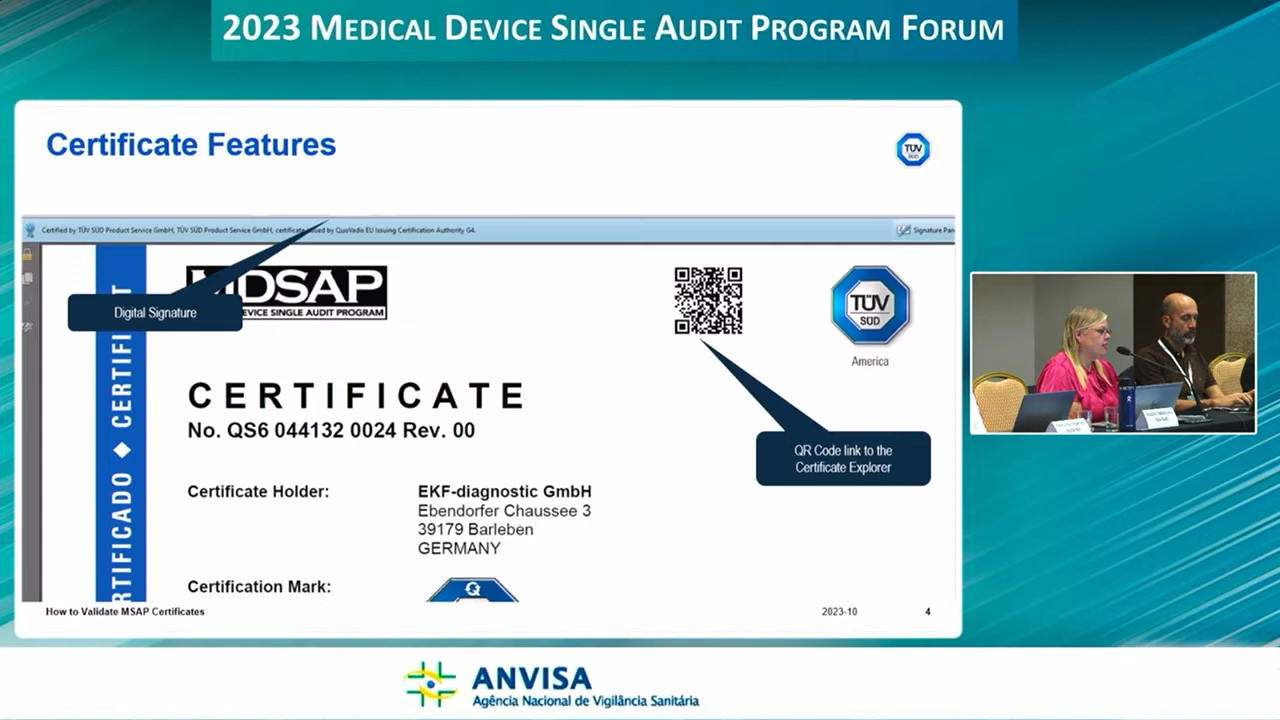 2023 MEDICAL DEVICE SINGLE AUDIT PROGRAM FORUM
Certificate Features
TÜV
SÜD
Certified by TÜV SÜD Product Service GmbH, TÜV SÜD Product Service GmbH, certificate issued by QuoVadis EU Issuing Certification Authority G4.
Signature Pan
MDSAP
DEVICE SINGLE AUDIT PROGRAM
Digital Signature
TÜV
SÜD
America
CERTIFICATE
No. QS6 044132 0024 Rev. 00
QR Code link to the
Certificate Explorer
Certificate Holder:
EKF-diagnostic GmbH
Ebendorfer Chaussee 3
39179 Barleben
GERMANY
Certification Mark:
Q
TIFICADO ◆ CERTIFICAT
How to Validate MSAP Certificates
2023-10
4
ANVISA
Agência Nacional de Vigilância Sanitária